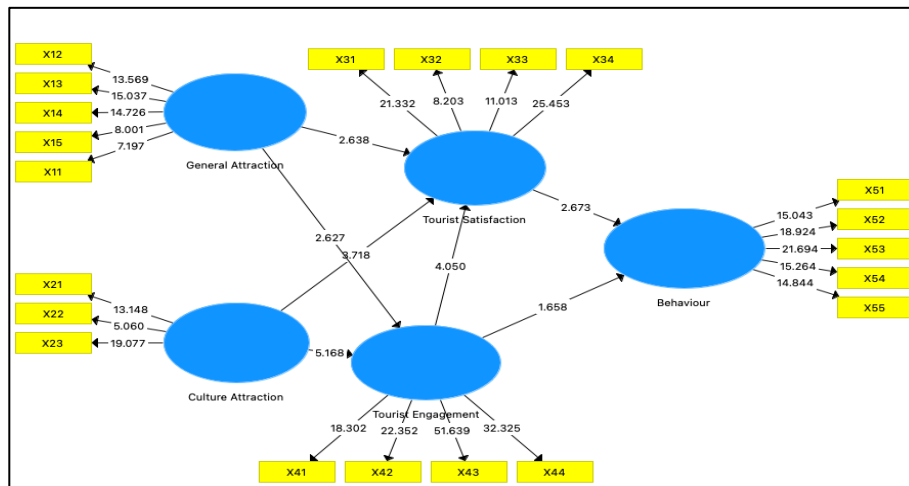 X12
X13
X14
X15
X11
13.569
15.037
14.726
8.001
7.197
General Attraction
X31
X32
X33
X34
21.332
8.203
11.013
25.453
2.638
Tourist Satisfaction
2.627
3.718
4.050
2.673
1.658
5.168
X21
X22
X23
13.148
5.060
19.077
Culture Attraction
Tourist Engagement
18.302
22.352
51.639
32.325
X41
X42
X43
X44
Behaviour
15.043
18.924
21.694
15.264
14.844
X51
X52
X53
X54
X55